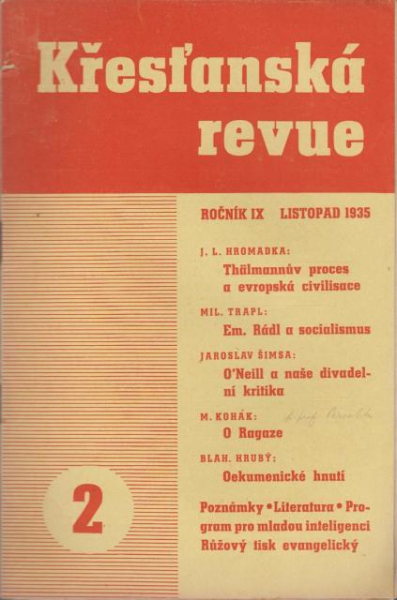 Křesťanská
revue
ROČNÍK IX LISTOPAD 1935
J. L. HROMADKA:
Thälmannův proces
a evropská civilisace
MIL. TRAPL:
Em. Rádl a socialismus
JAROSLAV ŠIMSA:
O'Neill a naše divadel-
ní kritika
M. KOHÁK:
O Ragaze
BLAH. HRUBÝ:
Oekumenické hnutí
Poznámky • Literatura • Pro-
gram pro mladou inteligenci
Růžový tisk evangelický
2